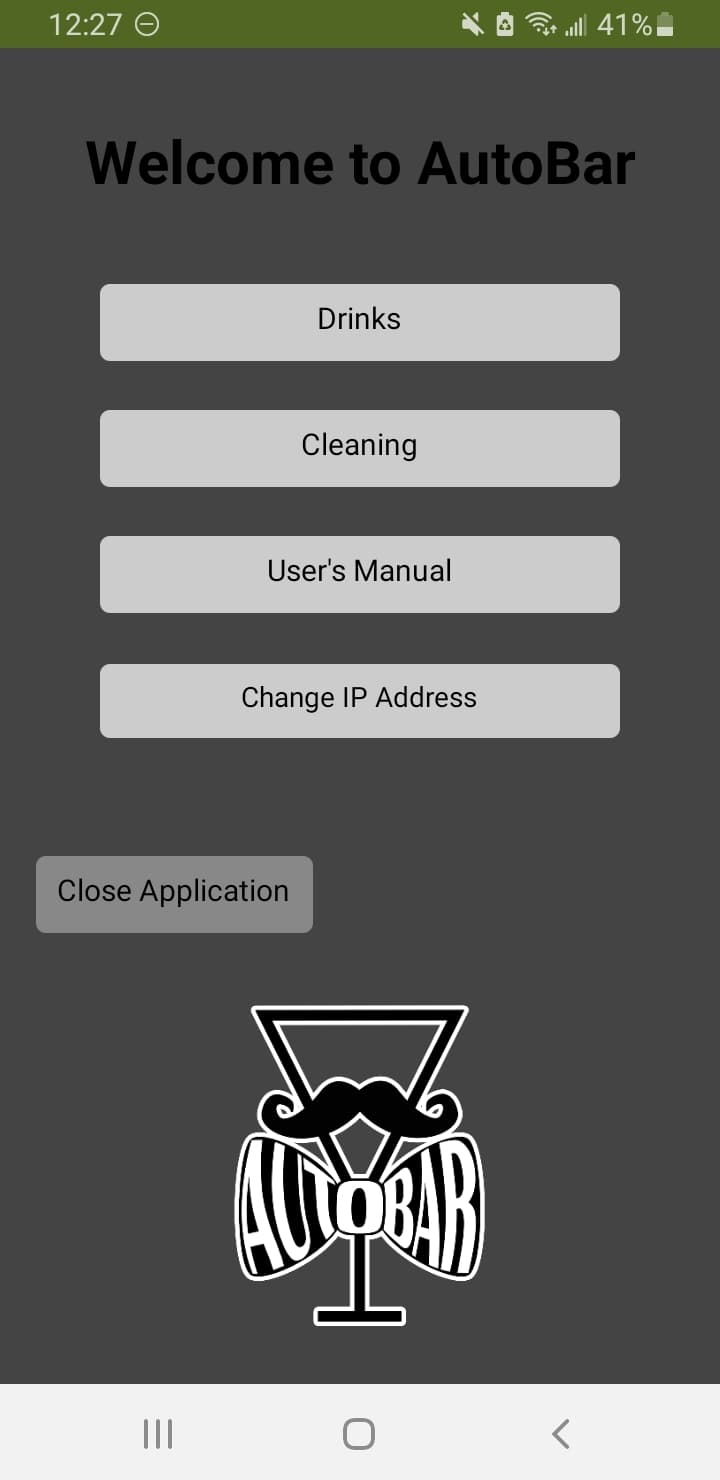 12:27 41%
Welcome to AutoBar
Drinks
Cleaning
User's Manual
Change IP Address
Close Application
AUTOBAR